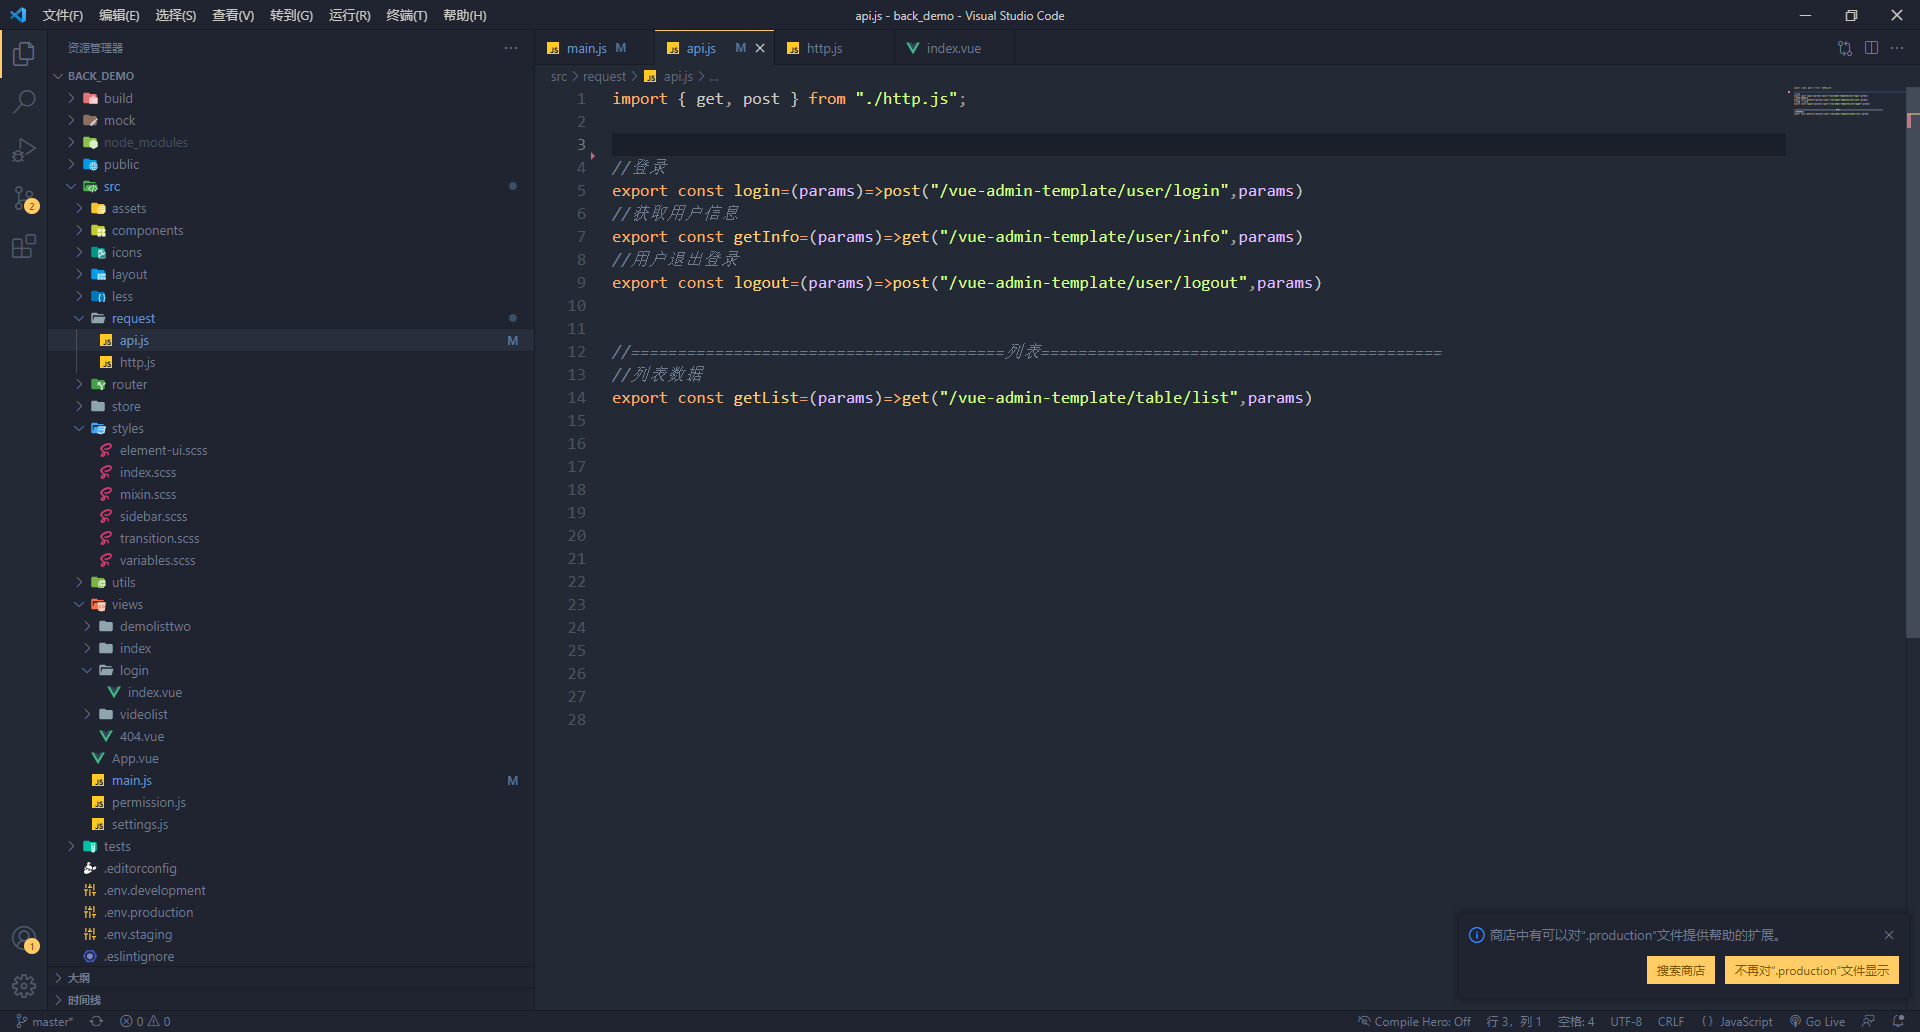 文件(F) 编辑(E) 选择(S) 查看(V) 转到(G) 运行(R) 终端(T) 帮助(H)
api.js - back_demo - Visual Studio Code
资源管理器
BACK_DEMO
build
mock
node_modules
public
src
assets
components
icons
layout
less
request
api.js M
http.js
router
store
styles
element-ui.scss
index.scss
mixin.scss
sidebar.scss
transition.scss
variables.scss
utils
views
demolisttwo
index
login
index.vue
videolist
404.vue
App.vue
main.js M
permission.js
settings.js
tests
.editorconfig
.env.development
.env.production
.env.staging
.eslintignore
大纲
时间线
2
1
main.js M api.js M http.js index.vue
src > request > api.js > ...
1 import { get, post } from "./http.js";
2
3
4 //登录
5 export const login=(params)=>post("/vue-admin-template/user/login",params)
6 //获取用户信息
7 export const getInfo=(params)=>get("/vue-admin-template/user/info",params)
8 //用户退出登录
9 export const logout=(params)=>post("/vue-admin-template/user/logout",params)
10
11
12 //========================================列表===========================================
13 //列表数据
14 export const getList=(params)=>get("/vue-admin-template/table/list",params)
15
16
17
18
19
20
21
22
23
24
25
26
27
28
商店中有可以对".production"文件提供帮助的扩展。
搜索商店 不再对".production"文件显示
master* 0 0 Compile Hero: Off 行 3，列 1 空格: 4 UTF-8 CRLF JavaScript Go Live